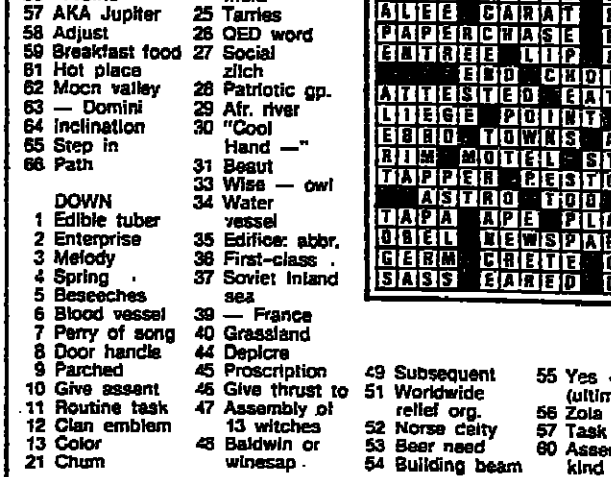 57 AKA Jupiter
58 Adjust
59 Breakfast food
61 Hot place
62 Moon valley
63 — Domini
64 Inclination
65 Step in
66 Path
DOWN
1 Edible tuber
2 Enterprise
3 Melody
4 Spring
5 Beseeches
6 Blood vessel
7 Perry of song
8 Door handle
9 Parched
10 Give assent
11 Routine task
12 Clan emblem
13 Color
21 Chum
25 Tarries
26 QED word
27 Social
zilch
28 Patriotic gp.
29 Afr. river
30 "Cool
Hand —"
31 Beaut
33 Wise — owl
34 Water
vessel
35 Edifice: abbr.
36 First-class
37 Soviet inland
sea
39 — France
40 Grassland
44 Deplore
45 Proscription
46 Give thrust to
47 Assembly of
13 witches
48 Baldwin or
winesap
ALEE CARAT
PAPERCHASE
ENTREE LIP
END CHO
ATTESTED EAT
LIEGE POINT
EBRO TOWNS
RIM MOTEL ST
TAPPER PESTO
ASTRO TOO
TAPA APE PLA
OBEL NEWSPA
GERM CRETE
SASS EARED
49 Subsequent
51 Worldwide
relief org.
52 Norse deity
53 Beer need
54 Building beam
55 Yes
(ultim
56 Zola
57 Task
60 Asse
kind